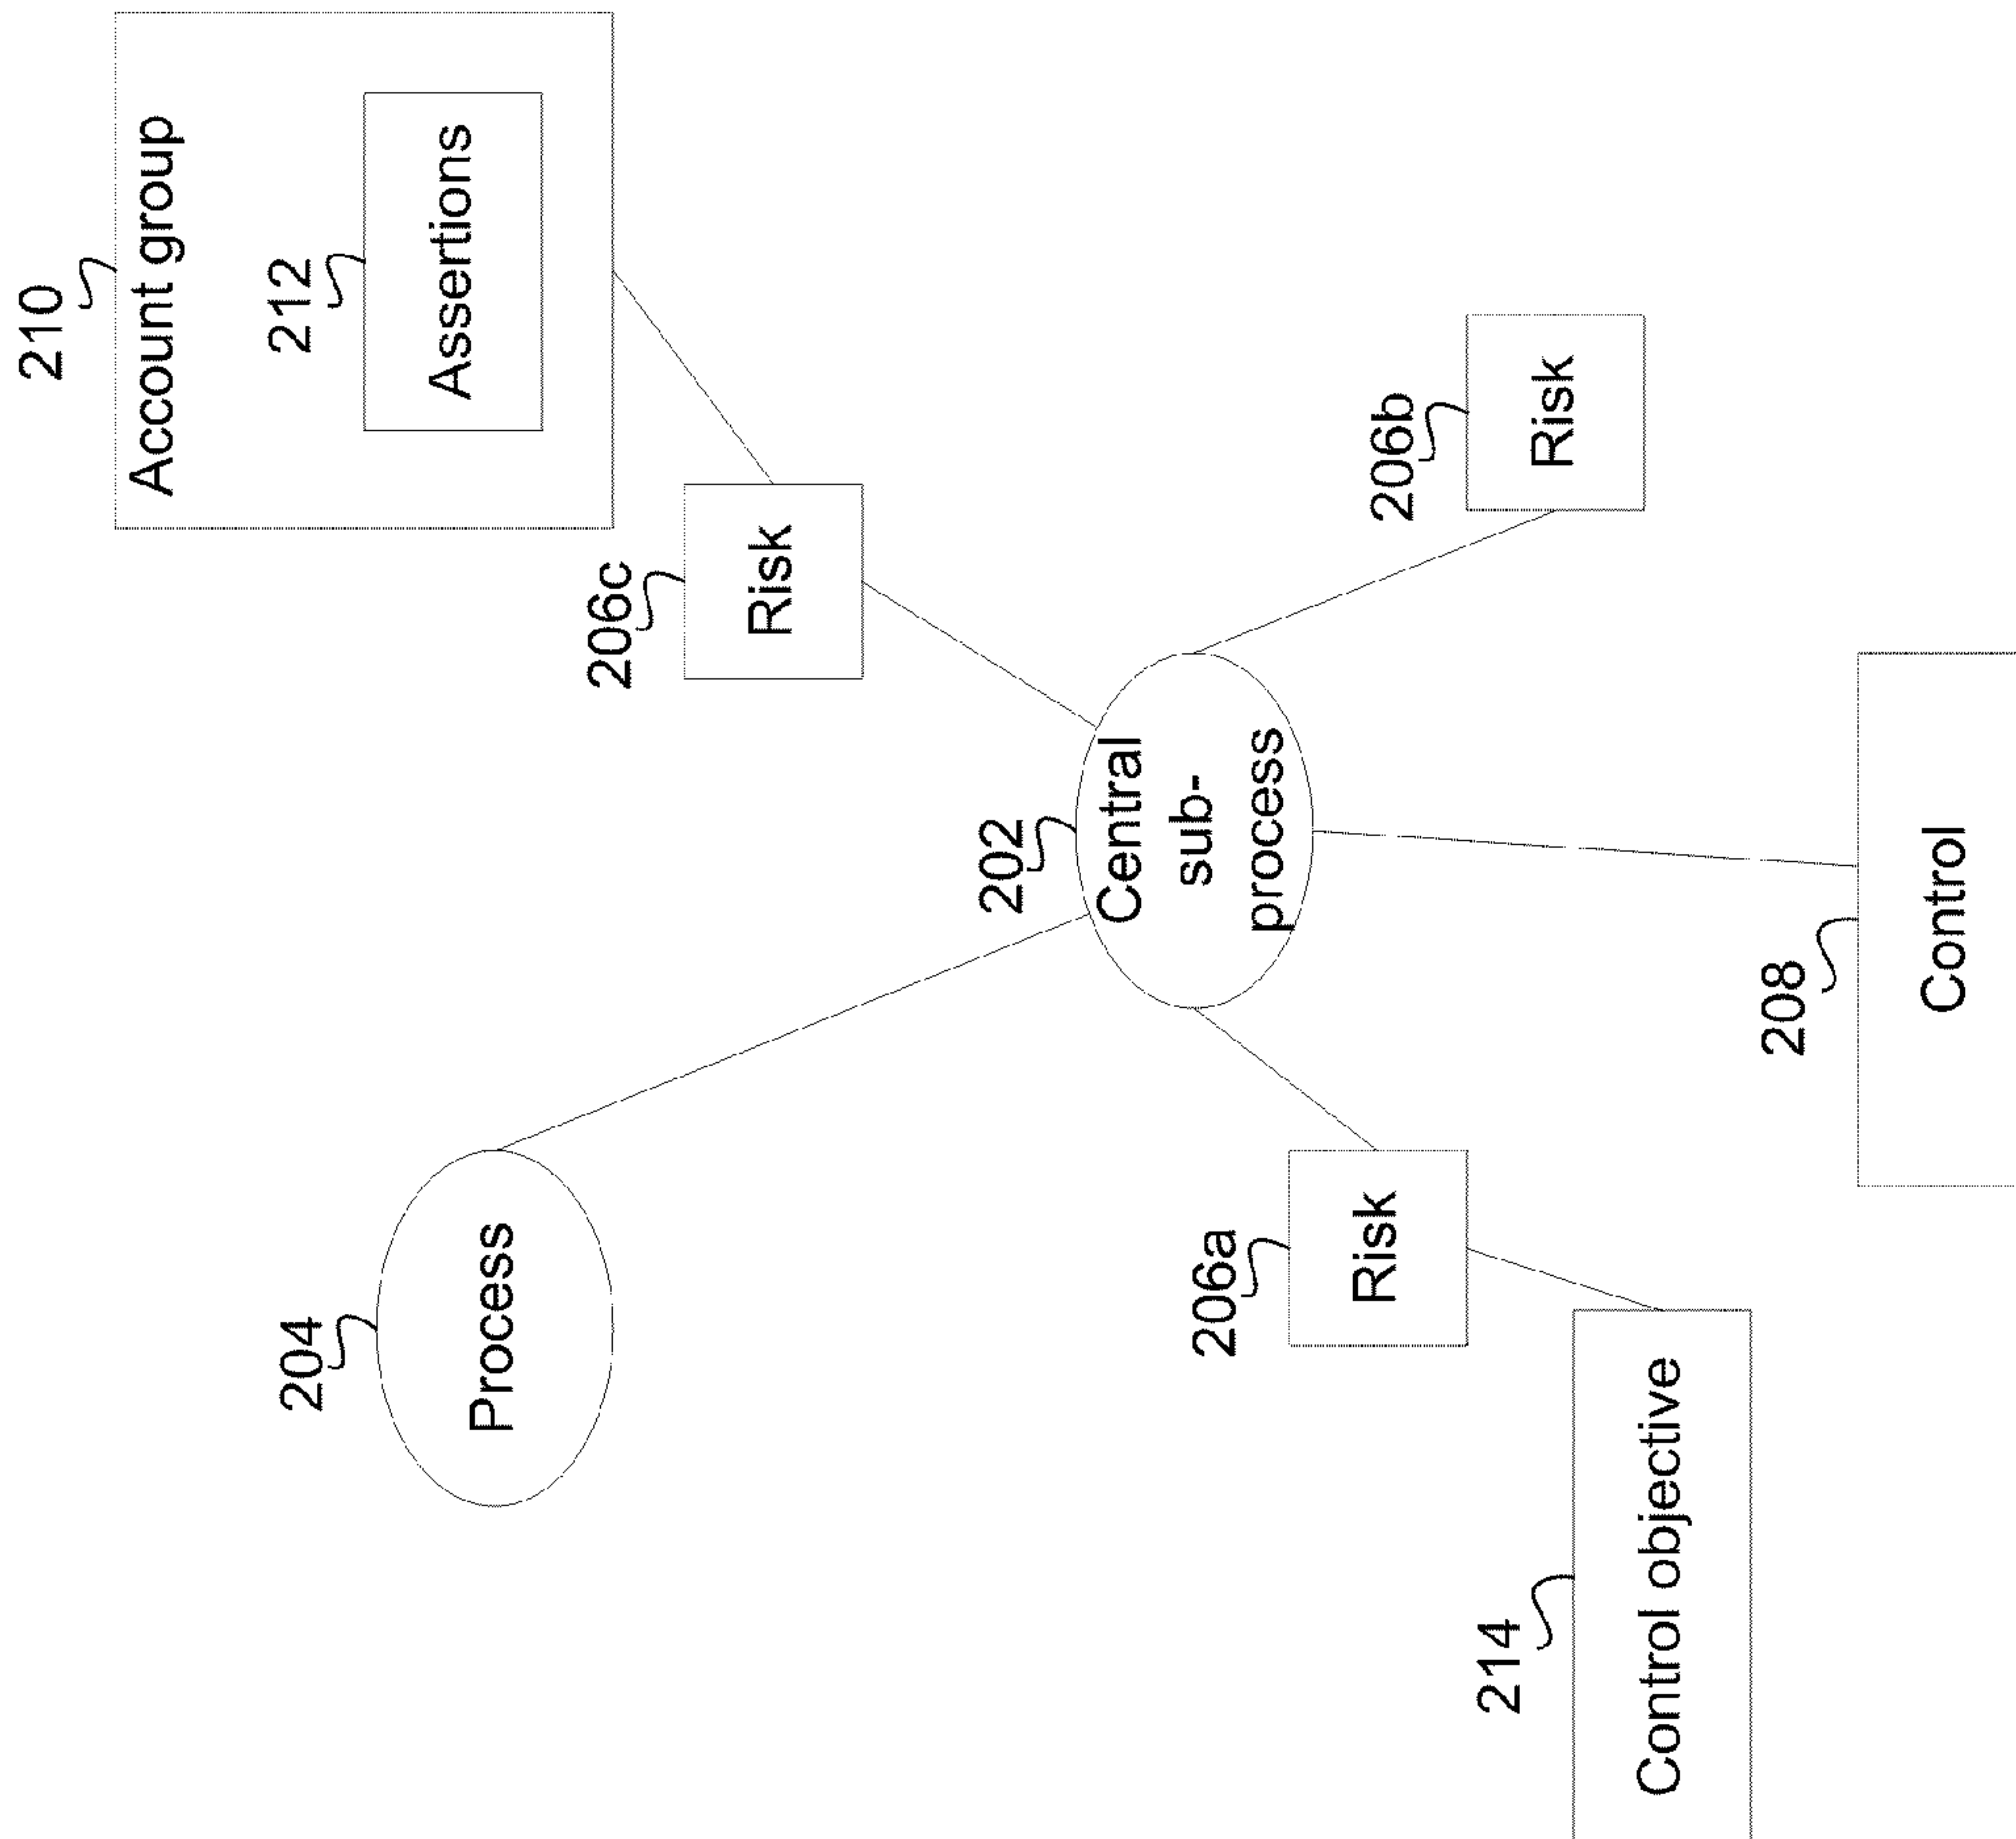 210
Account group
212
Assertions
204
Process
206c
Risk
202
Central
sub-
process
206b
Risk
206a
Risk
214
Control objective
208
Control